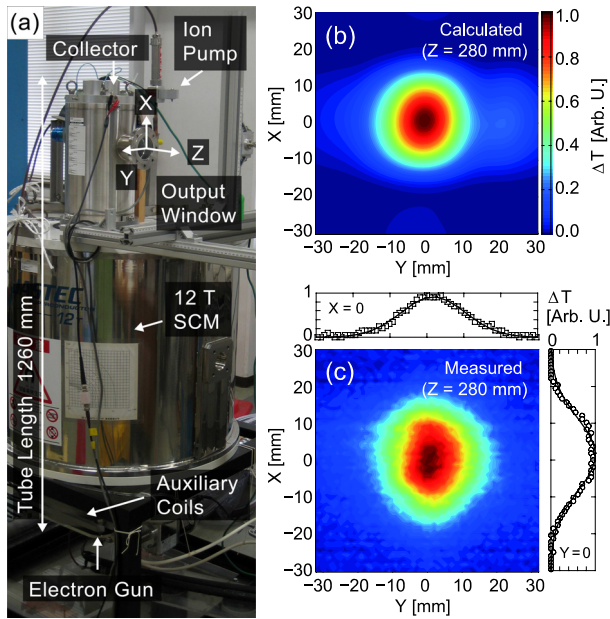 (a)
Collector
Ion
Pump
X
Z
Y
Output
Window
12 T
SCM
Tube Length/ 1260 mm
Auxiliary
Coils
Electron Gun
(b)
Calculated
(Z = 280 mm)
X [mm]
30
20
10
0
−10
−20
−30
−30 −20 −10 0 10 20 30
Y [mm]
1.0
0.8
0.6
0.4
0.2
0.0
ΔT [Arb. U.]
1
0
X = 0
ΔT
[Arb. U.]
0 1
(c)
Measured
(Z = 280 mm)
X [mm]
30
20
10
0
−10
−20
−30
−30 −20 −10 0 10 20 30
Y [mm]
Y = 0